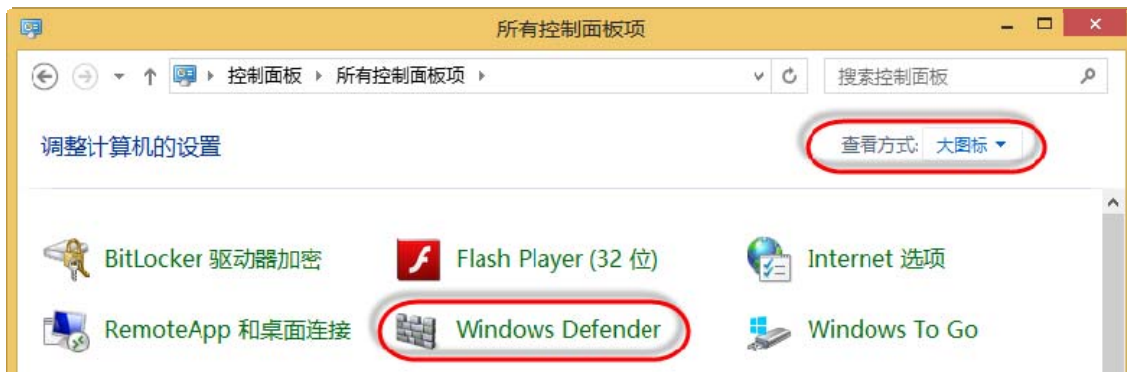 所有控制面板项
控制面板 所有控制面板项 搜索控制面板
调整计算机的设置 查看方式: 大图标
BitLocker 驱动器加密 Flash Player (32 位) Internet 选项
RemoteApp 和桌面连接 Windows Defender Windows To Go